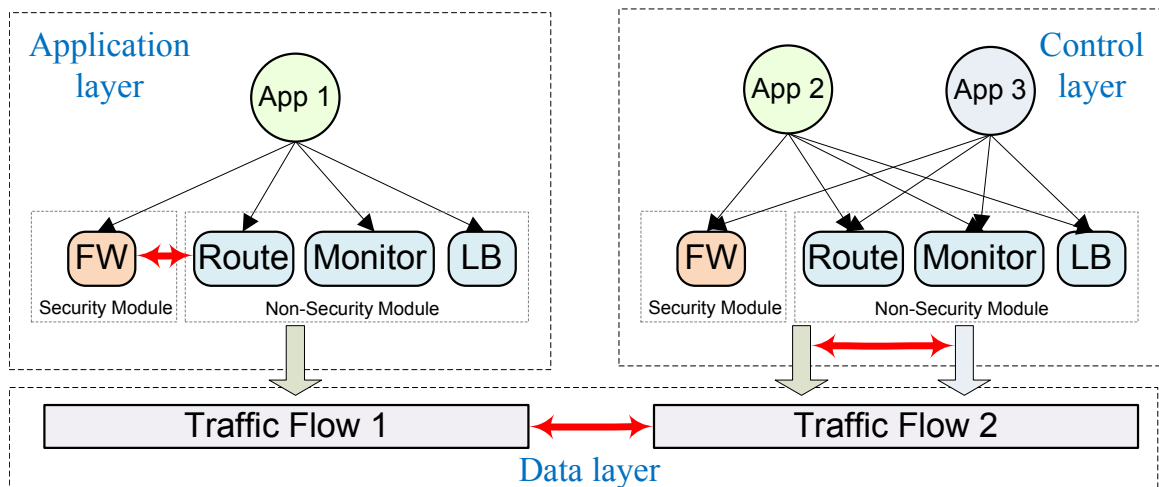 Application
layer
App 1
FW
Route
Monitor
LB
Security Module
Non-Security Module
Control
layer
App 2
App 3
FW
Route
Monitor
LB
Security Module
Non-Security Module
Traffic Flow 1
Traffic Flow 2
Data layer